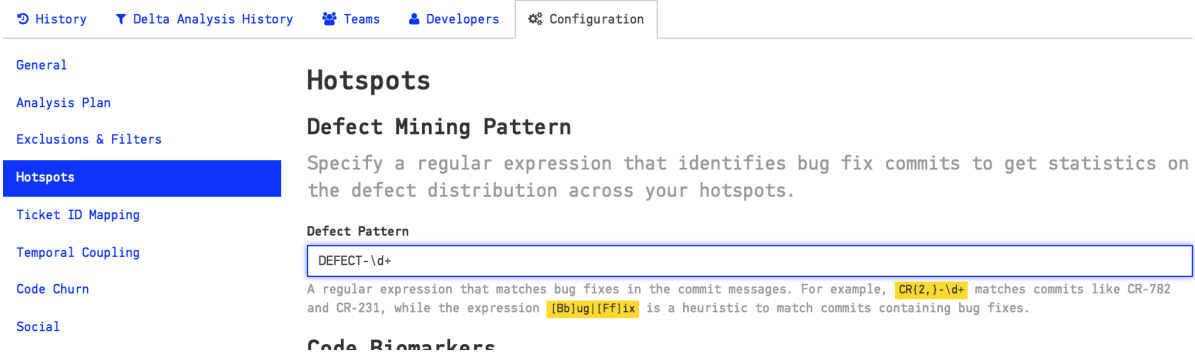 History Delta Analysis History Teams Developers Configuration
General
Analysis Plan
Exclusions & Filters
Hotspots
Ticket ID Mapping
Temporal Coupling
Code Churn
Social
Hotspots
Defect Mining Pattern
Specify a regular expression that identifies bug fix commits to get statistics on
the defect distribution across your hotspots.
Defect Pattern
DEFECT-\d+
A regular expression that matches bug fixes in the commit messages. For example, CR{2,}-\d+ matches commits like CR-782
and CR-231, while the expression [Bb]ug|[Ff]ix is a heuristic to match commits containing bug fixes.
Code Biomarkers